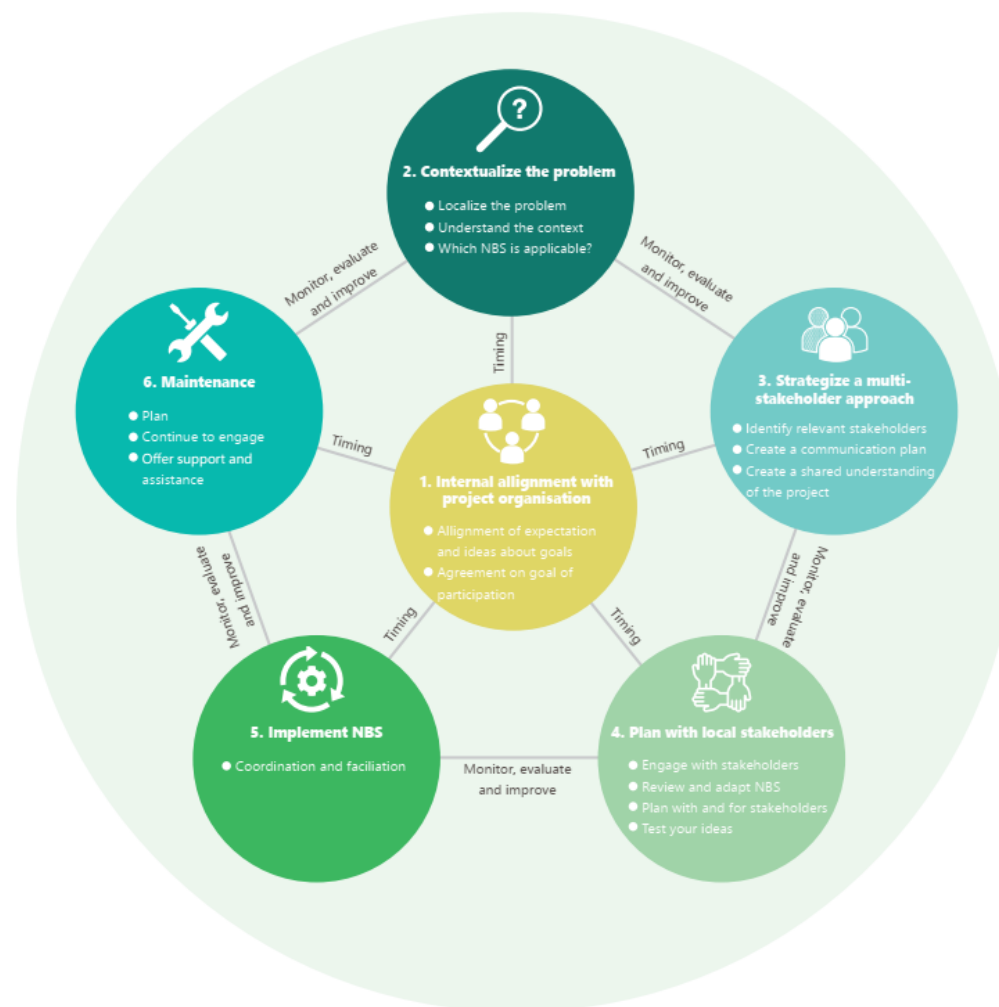 ?
2. Contextualize the problem
● Localize the problem
● Understand the context
● Which NBS is applicable?
Monitor, evaluate
and improve
Monitor, evaluate
and improve
Timing
6. Maintenance
● Plan
● Continue to engage
● Offer support and
assistance
3. Strategize a multi-
stakeholder approach
● Identify relevant stakeholders
● Create a communication plan
● Create a shared understanding
of the project
Timing
Timing
1. Internal allignment with
project organisation
● Allignment of expectation
and ideas about goals
● Agreement on goal of
participation
Monitor, evaluate
and improve
Monitor, evaluate
and improve
Timing
Timing
5. Implement NBS
● Coordination and faciliation
4. Plan with local stakeholders
● Engage with stakeholders
● Review and adapt NBS
● Plan with and for stakeholders
● Test your ideas
Monitor, evaluate
and improve